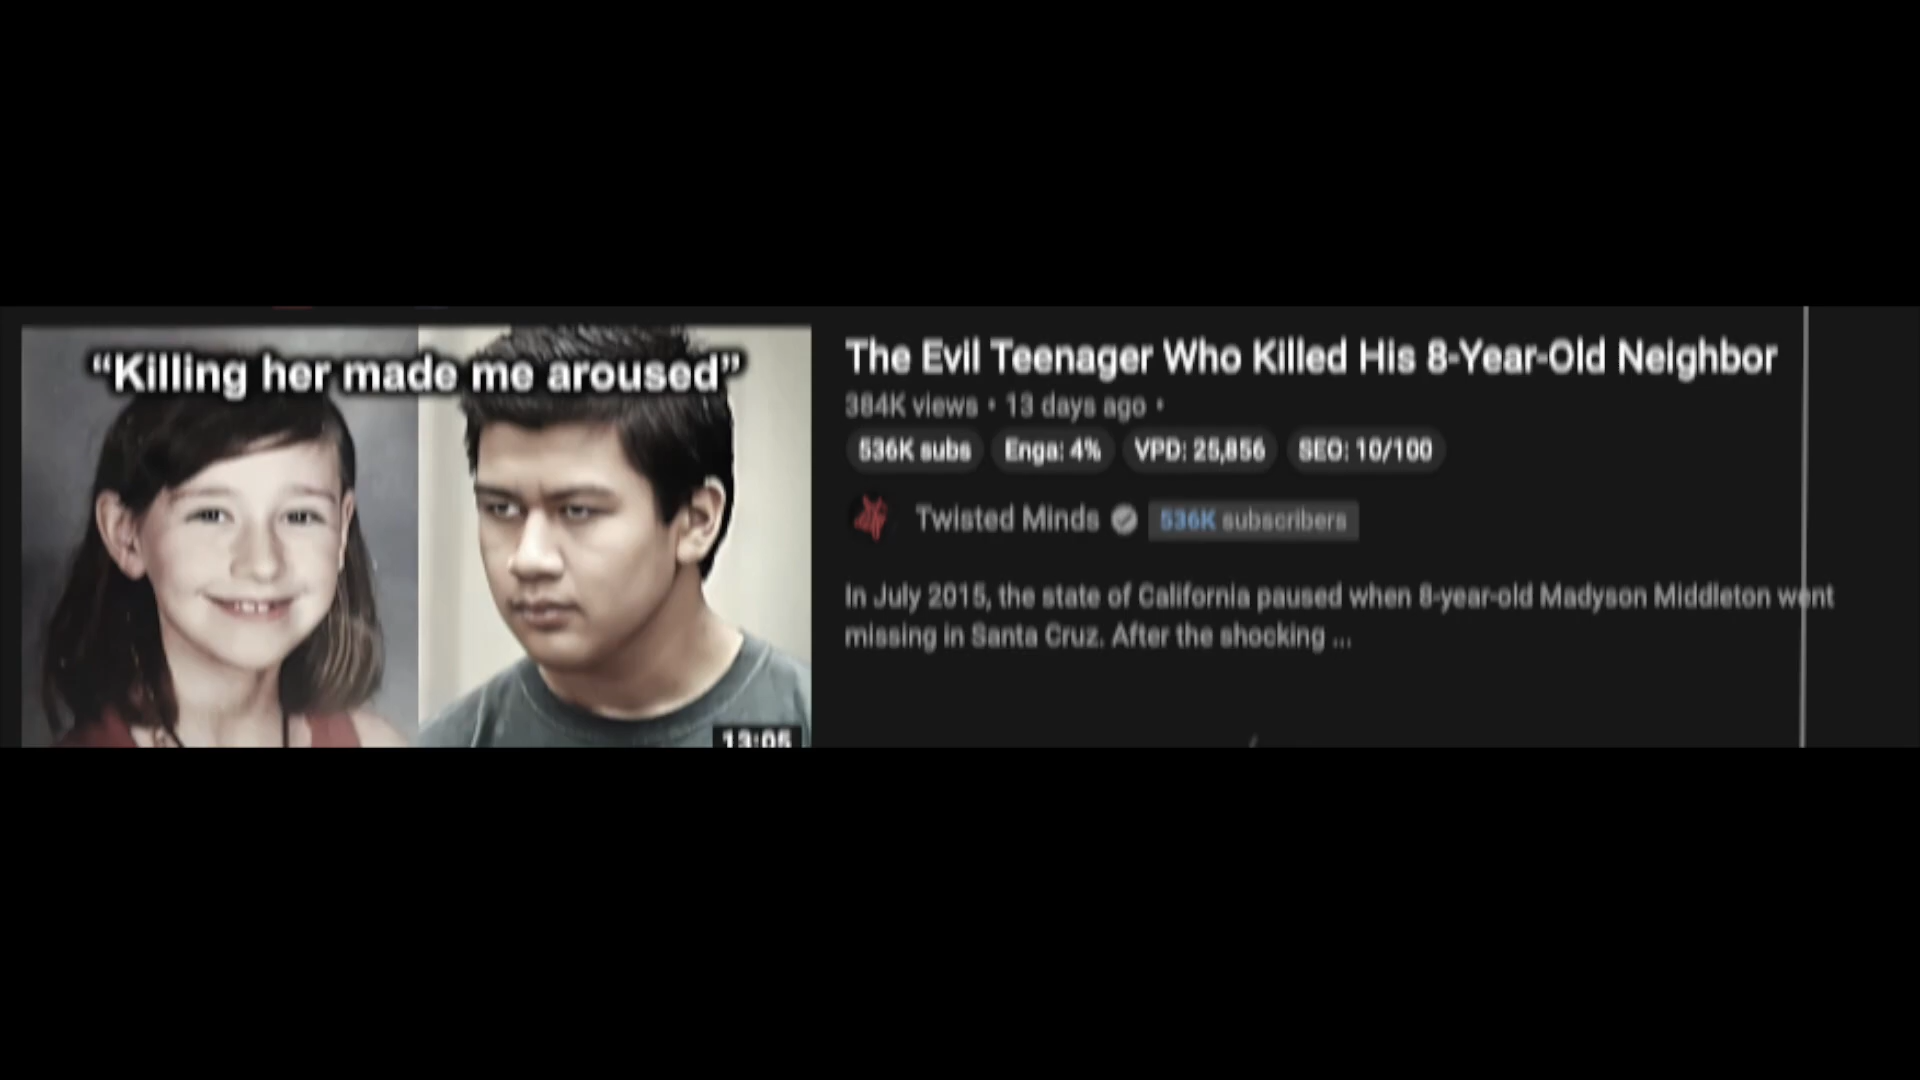 “Killing her made me aroused”
13:05
The Evil Teenager Who Killed His 8-Year-Old Neighbor
384K views • 13 days ago •
536K subs Enga: 4% VPD: 25,856 SEO: 10/100
Twisted Minds 536K subscribers
In July 2015, the state of California paused when 8-year-old Madyson Middleton went
missing in Santa Cruz. After the shocking ...